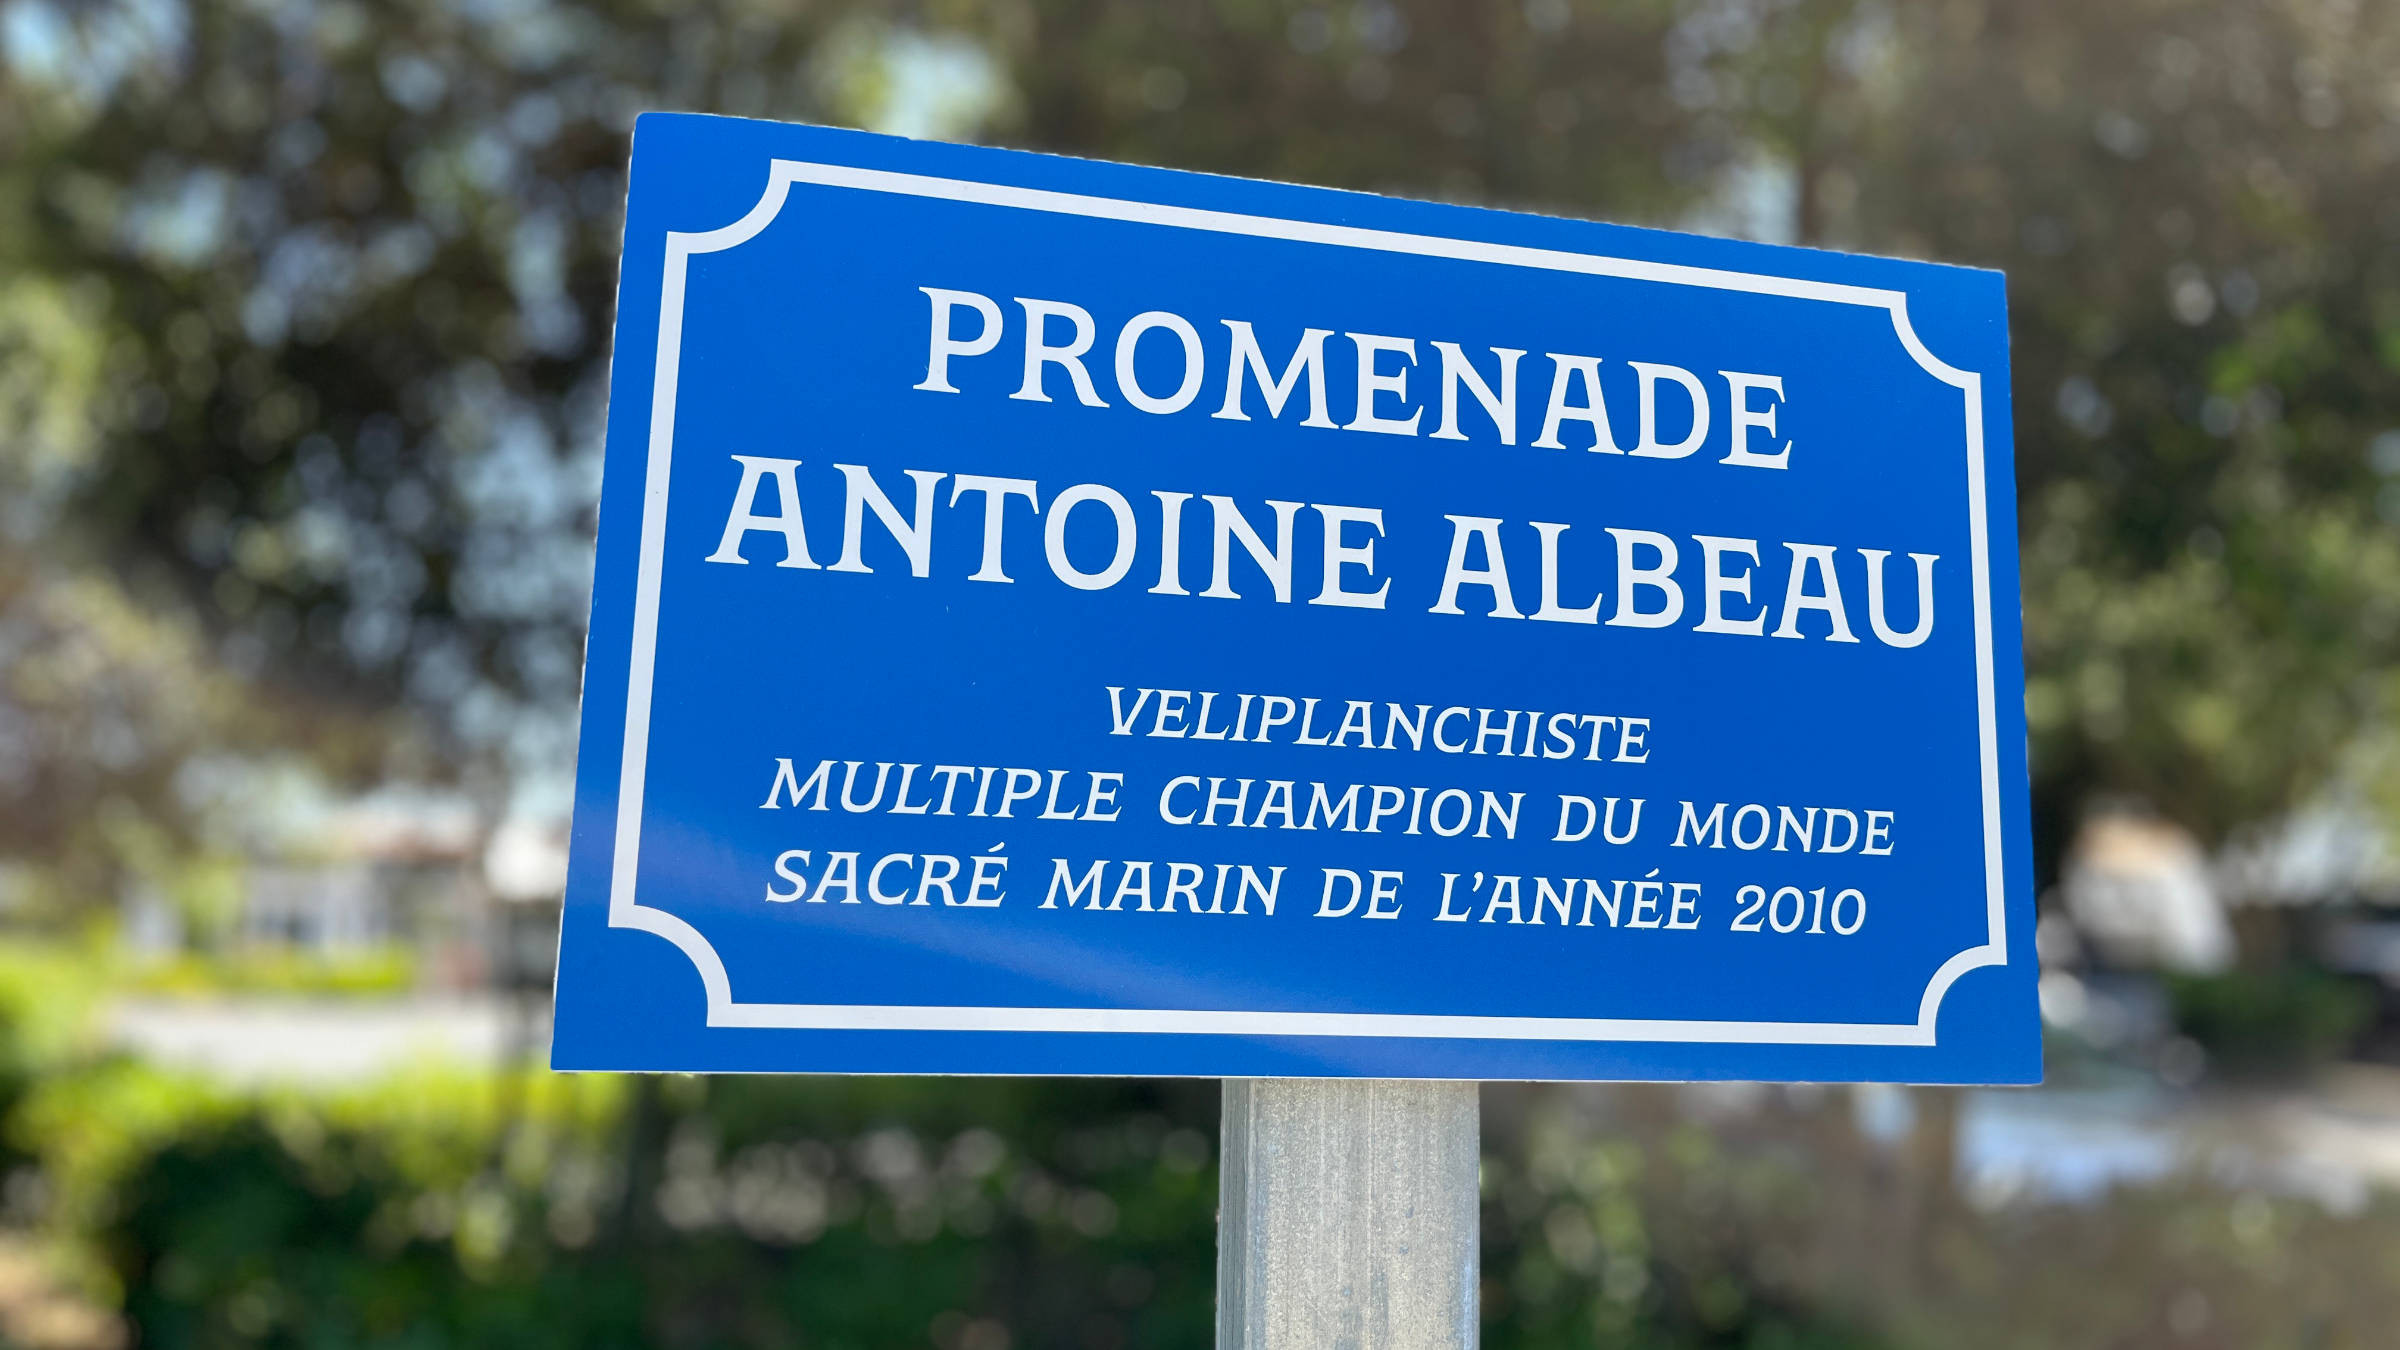 PROMENADE
ANTOINE ALBEAU
VELIPLANCHISTE
MULTIPLE CHAMPION DU MONDE
SACRÉ MARIN DE L'ANNÉE 2010